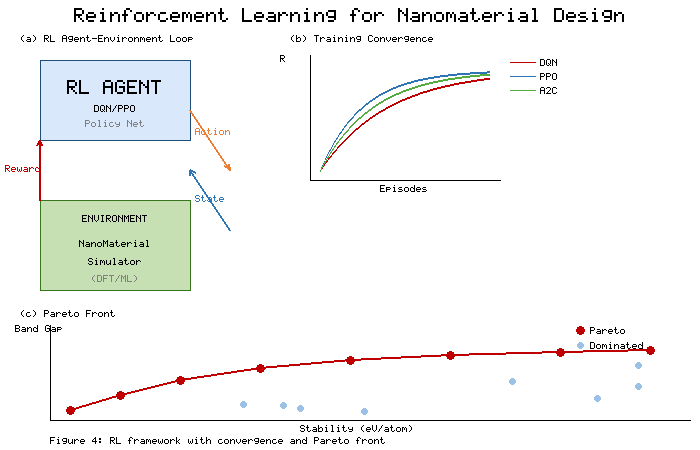 Reinforcement Learning for Nanomaterial Design
(a) RL Agent-Environment Loop
(b) Training Convergence
RL AGENT
DQN/PPO
Policy Net
Action
Reward
State
ENVIRONMENT
NanoMaterial
Simulator
(DFT/ML)
R
DQN
PPO
A2C
Episodes
(c) Pareto Front
Band Gap
Pareto
Dominated
Stability (eV/atom)
Figure 4: RL framework with convergence and Pareto front